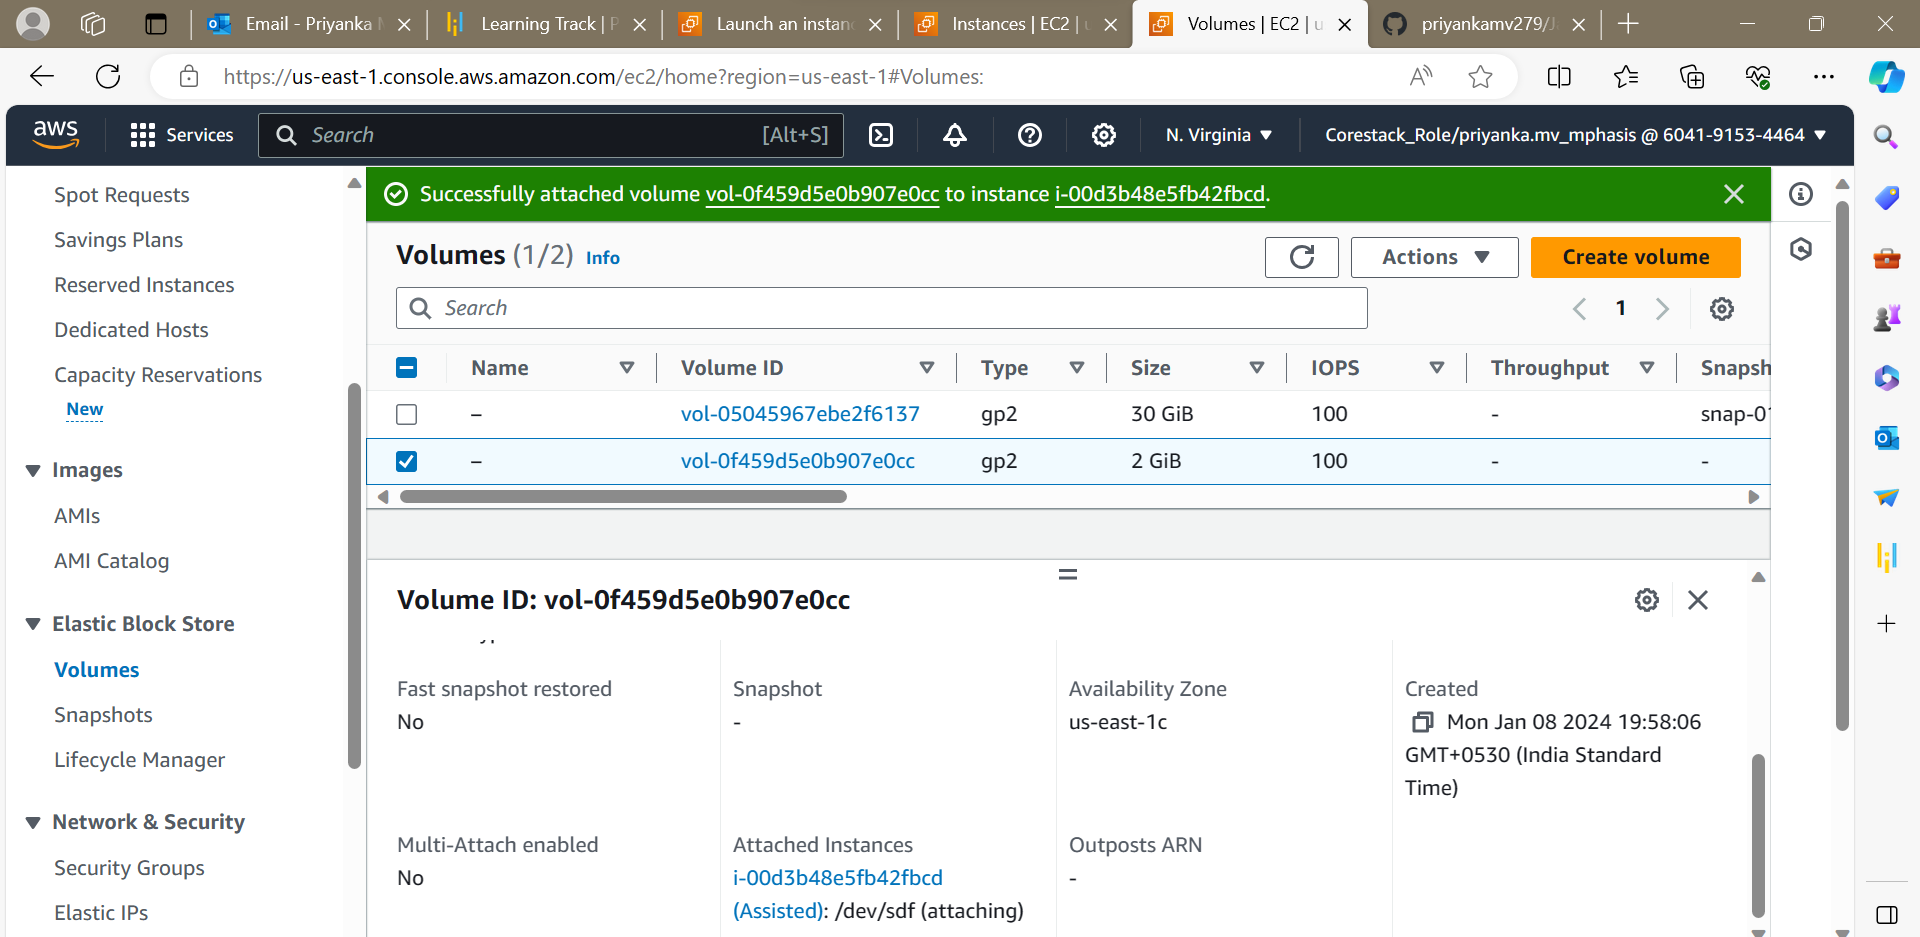 Email - Priyanka M
Learning Track | P
Launch an instanc
Instances | EC2 | u
Volumes | EC2 | u
priyankamv279/Ja
https://us-east-1.console.aws.amazon.com/ec2/home?region=us-east-1#Volumes:
aws
Services
Search
[Alt+S]
N. Virginia
Corestack_Role/priyanka.mv_mphasis @ 6041-9153-4464
Spot Requests
Savings Plans
Reserved Instances
Dedicated Hosts
Capacity Reservations
New
Images
AMIs
AMI Catalog
Elastic Block Store
Volumes
Snapshots
Lifecycle Manager
Network & Security
Security Groups
Elastic IPs
Successfully attached volume vol-0f459d5e0b907e0cc to instance i-00d3b48e5fb42fbcd.
Volumes (1/2) Info
Actions
Create volume
Search
1
Name Volume ID Type Size IOPS Throughput Snapsh
– vol-05045967ebe2f6137 gp2 30 GiB 100 - snap-01
– vol-0f459d5e0b907e0cc gp2 2 GiB 100 - -
Volume ID: vol-0f459d5e0b907e0cc
Fast snapshot restored
No
Snapshot
-
Availability Zone
us-east-1c
Created
Mon Jan 08 2024 19:58:06
GMT+0530 (India Standard
Time)
Multi-Attach enabled
No
Attached Instances
i-00d3b48e5fb42fbcd
(Assisted): /dev/sdf (attaching)
Outposts ARN
-